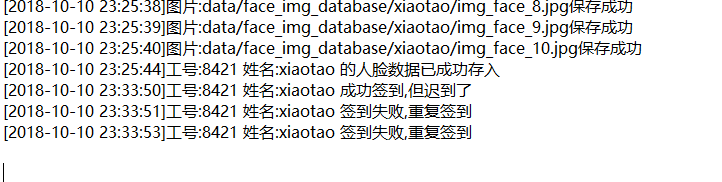 [2018-10-10 23:25:38]图片:data/face_img_database/xiaotao/img_face_8.jpg保存成功
[2018-10-10 23:25:39]图片:data/face_img_database/xiaotao/img_face_9.jpg保存成功
[2018-10-10 23:25:40]图片:data/face_img_database/xiaotao/img_face_10.jpg保存成功
[2018-10-10 23:25:44]工号:8421 姓名:xiaotao 的人脸数据已成功存入
[2018-10-10 23:33:50]工号:8421 姓名:xiaotao 成功签到,但迟到了
[2018-10-10 23:33:51]工号:8421 姓名:xiaotao 签到失败,重复签到
[2018-10-10 23:33:53]工号:8421 姓名:xiaotao 签到失败,重复签到